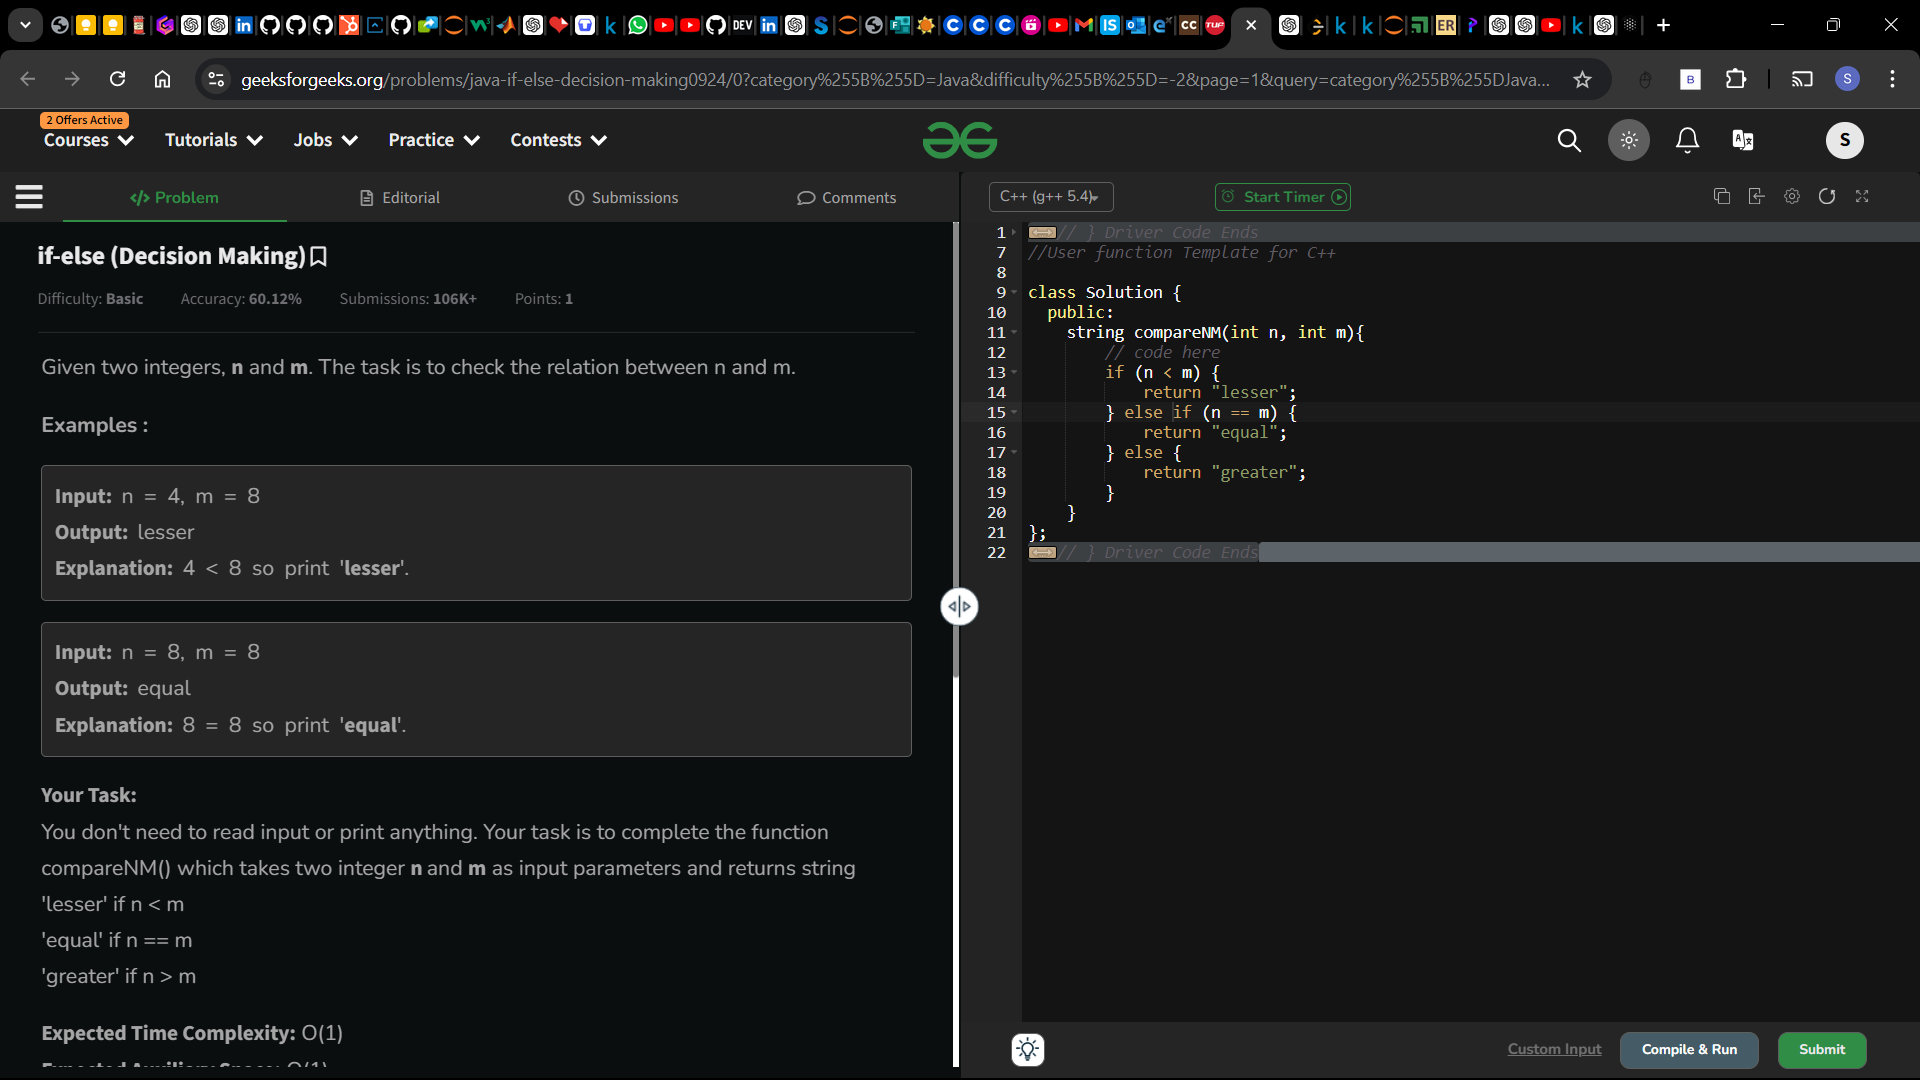 geeksforgeeks.org/problems/java-if-else-decision-making0924/0?category%255B%255D=Java&difficulty%255B%255D=-2&page=1&query=category%255B%255DJava...
2 Offers Active
Courses
Tutorials
Jobs
Practice
Contests
S
S
</> Problem
Editorial
Submissions
Comments
C++ (g++ 5.4)
Start Timer
if-else (Decision Making)
Difficulty: Basic
Accuracy: 60.12%
Submissions: 106K+
Points: 1
Given two integers, n and m. The task is to check the relation between n and m.
Examples :
Input: n = 4, m = 8
Output: lesser
Explanation: 4 < 8 so print 'lesser'.
Input: n = 8, m = 8
Output: equal
Explanation: 8 = 8 so print 'equal'.
Your Task:
You don't need to read input or print anything. Your task is to complete the function
compareNM() which takes two integer n and m as input parameters and returns string
'lesser' if n < m
'equal' if n == m
'greater' if n > m
Expected Time Complexity: O(1)
1 // } Driver Code Ends
7 //User function Template for C++
8
9 class Solution {
10 public:
11 string compareNM(int n, int m){
12 // code here
13 if (n < m) {
14 return "lesser";
15 } else if (n == m) {
16 return "equal";
17 } else {
18 return "greater";
19 }
20 }
21 };
22 // } Driver Code Ends
Custom Input
Compile & Run
Submit